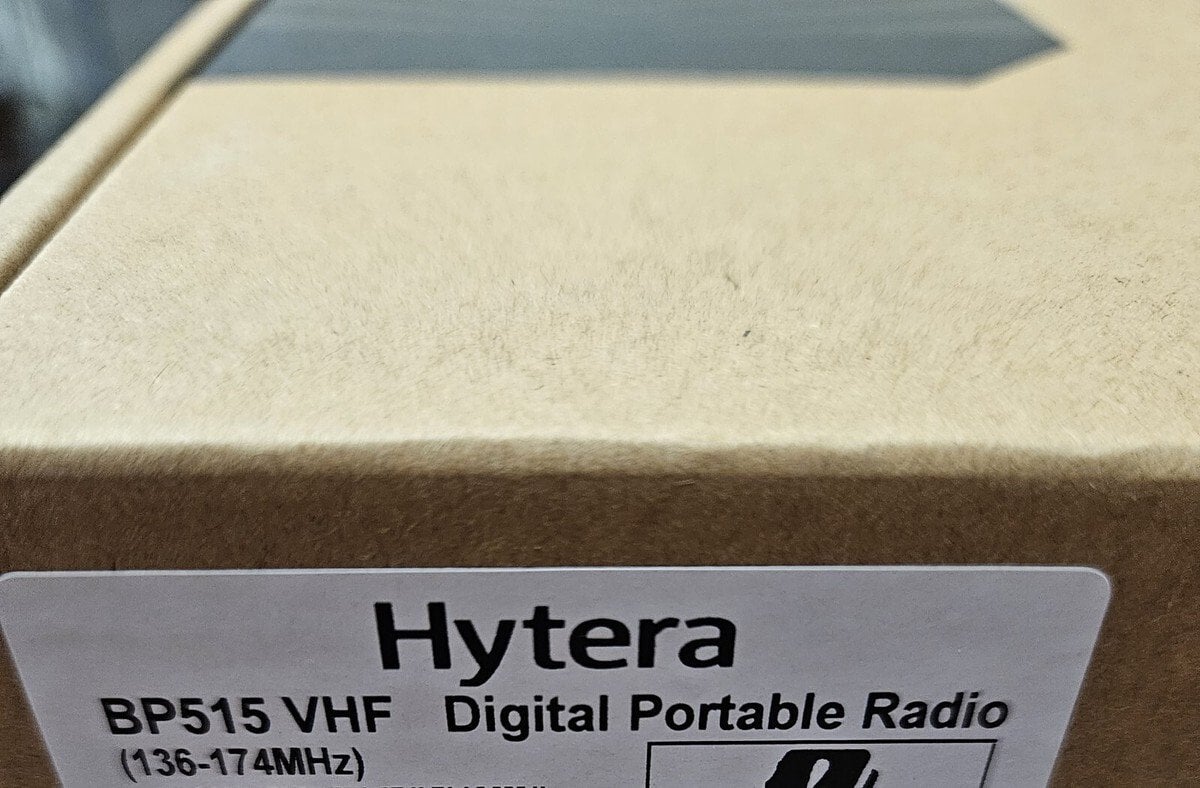 Hytera
BP515 VHF Digital Portable Radio
(136-174MHz)